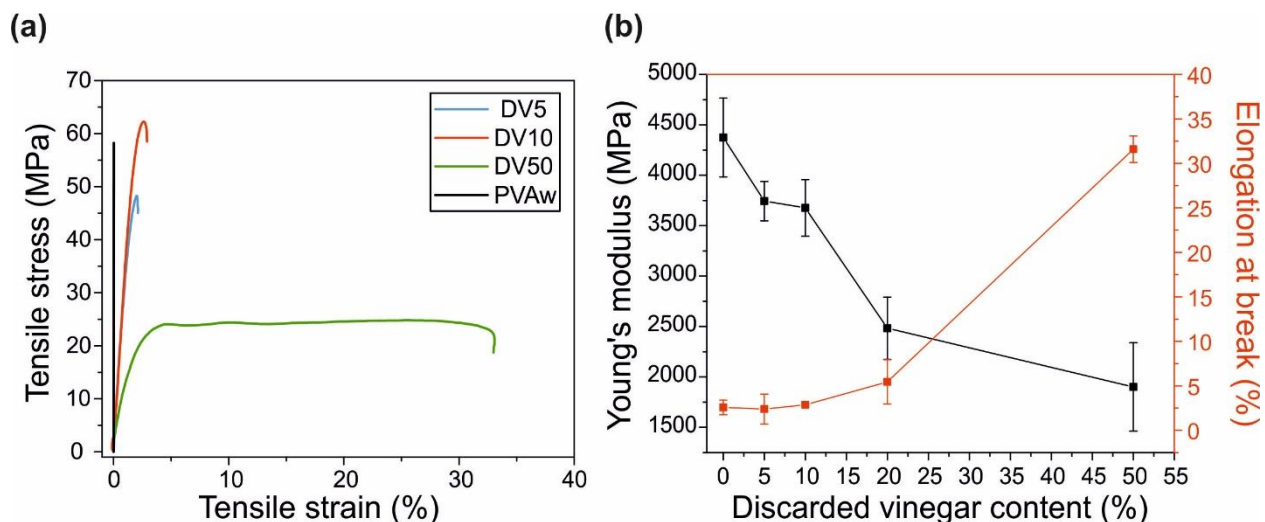 (a)
Tensile stress (MPa)
70
60
50
40
30
20
10
0
DV5
DV10
DV50
PVAw
0
10
20
30
40
Tensile strain (%)
(b)
Young's modulus (MPa)
5000
4500
4000
3500
3000
2500
2000
1500
40
35
30
25
20
15
10
5
0
Elongation at break (%)
0 5 10 15 20 25 30 35 40 45 50 55
Discarded vinegar content (%)